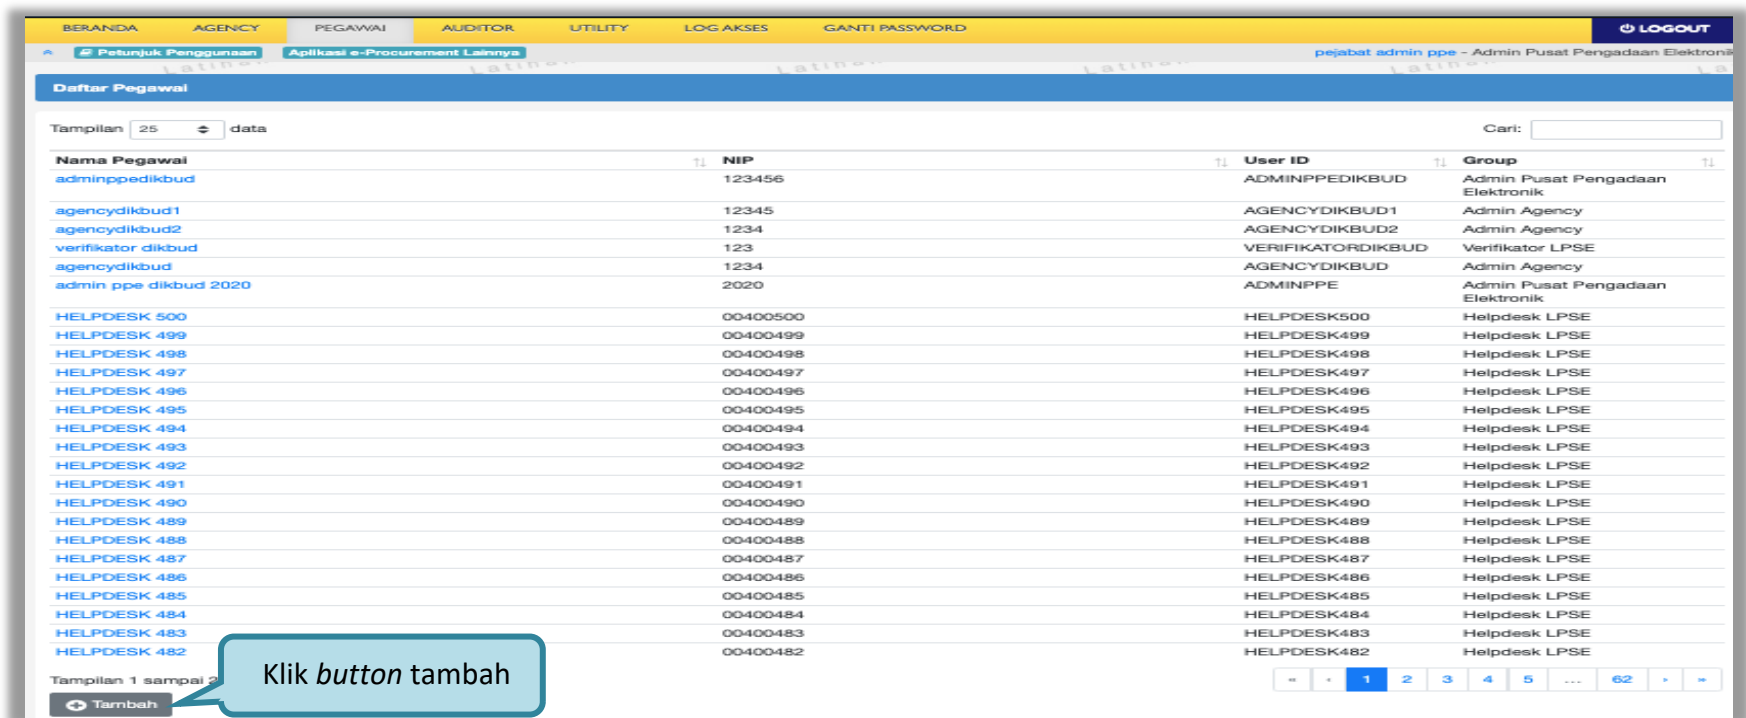 BERANDA AGENCY PEGAWAI AUDITOR UTILITY LOG AKSES GANTI PASSWORD LOGOUT
Petunjuk Penggunaan Aplikasi e-Procurement Lainnya pejabat admin ppe - Admin Pusat Pengadaan Elektroni
Daftar Pegawai
Tampilan 25 data Cari:
Nama Pegawai NIP User ID Group
adminppedikbud 123456 ADMINPPEDIKBUD Admin Pusat Pengadaan
Elektronik
agencydikbud1 12345 AGENCYDIKBUD1 Admin Agency
agencydikbud2 1234 AGENCYDIKBUD2 Admin Agency
verifikator dikbud 123 VERIFIKATORDIKBUD Verifikator LPSE
agencydikbud 1234 AGENCYDIKBUD Admin Agency
admin ppe dikbud 2020 2020 ADMINPPE Admin Pusat Pengadaan
Elektronik
HELPDESK 500 00400500 HELPDESK500 Helpdesk LPSE
HELPDESK 499 00400499 HELPDESK499 Helpdesk LPSE
HELPDESK 498 00400498 HELPDESK498 Helpdesk LPSE
HELPDESK 497 00400497 HELPDESK497 Helpdesk LPSE
HELPDESK 496 00400496 HELPDESK496 Helpdesk LPSE
HELPDESK 495 00400495 HELPDESK495 Helpdesk LPSE
HELPDESK 494 00400494 HELPDESK494 Helpdesk LPSE
HELPDESK 493 00400493 HELPDESK493 Helpdesk LPSE
HELPDESK 492 00400492 HELPDESK492 Helpdesk LPSE
HELPDESK 491 00400491 HELPDESK491 Helpdesk LPSE
HELPDESK 490 00400490 HELPDESK490 Helpdesk LPSE
HELPDESK 489 00400489 HELPDESK489 Helpdesk LPSE
HELPDESK 488 00400488 HELPDESK488 Helpdesk LPSE
HELPDESK 487 00400487 HELPDESK487 Helpdesk LPSE
HELPDESK 486 00400486 HELPDESK486 Helpdesk LPSE
HELPDESK 485 00400485 HELPDESK485 Helpdesk LPSE
HELPDESK 484 00400484 HELPDESK484 Helpdesk LPSE
HELPDESK 483 00400483 HELPDESK483 Helpdesk LPSE
HELPDESK 482 00400482 HELPDESK482 Helpdesk LPSE
Klik button tambah
Tampilan 1 sampai « ‹ 1 2 3 4 5 ... 62 › »
Tambah